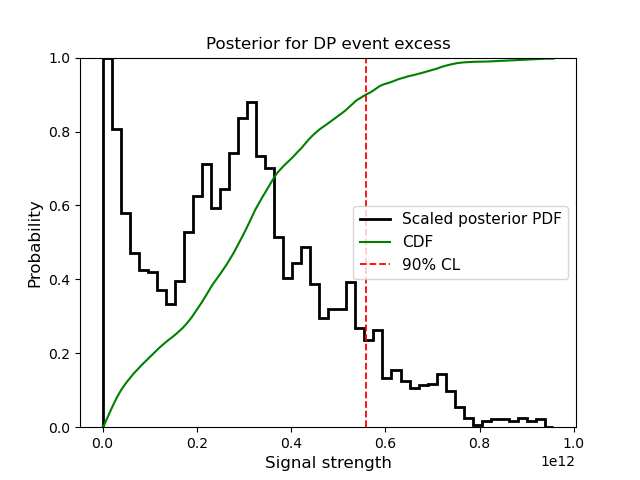 Posterior for DP event excess
Probability
1.0
0.8
0.6
0.4
0.2
0.0
Scaled posterior PDF
CDF
90% CL
0.0 0.2 0.4 0.6 0.8 1.0
1e12
Signal strength